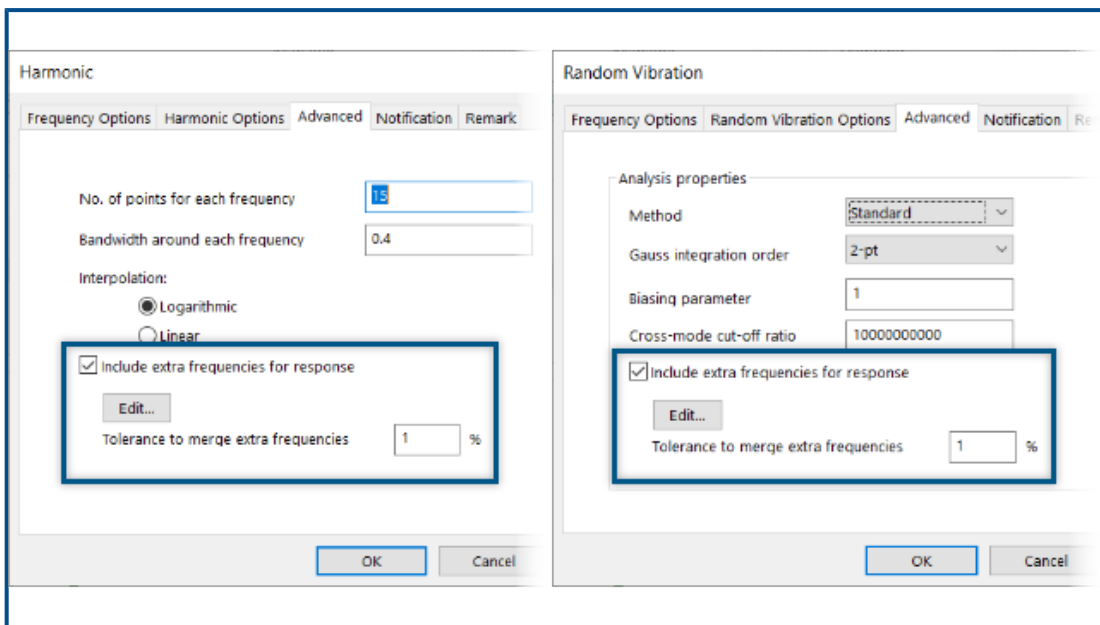 Harmonic
Frequency Options Harmonic Options Advanced Notification Remark
No. of points for each frequency 15
Bandwidth around each frequency 0.4
Interpolation:
Logarithmic
Linear
Include extra frequencies for response
Edit...
Tolerance to merge extra frequencies 1 %
OK Cancel
Random Vibration
Frequency Options Random Vibration Options Advanced Notification
Analysis properties
Method Standard
Gauss integration order 2-pt
Biasing parameter 1
Cross-mode cut-off ratio 10000000000
Include extra frequencies for response
Edit...
Tolerance to merge extra frequencies 1 %
OK Cancel